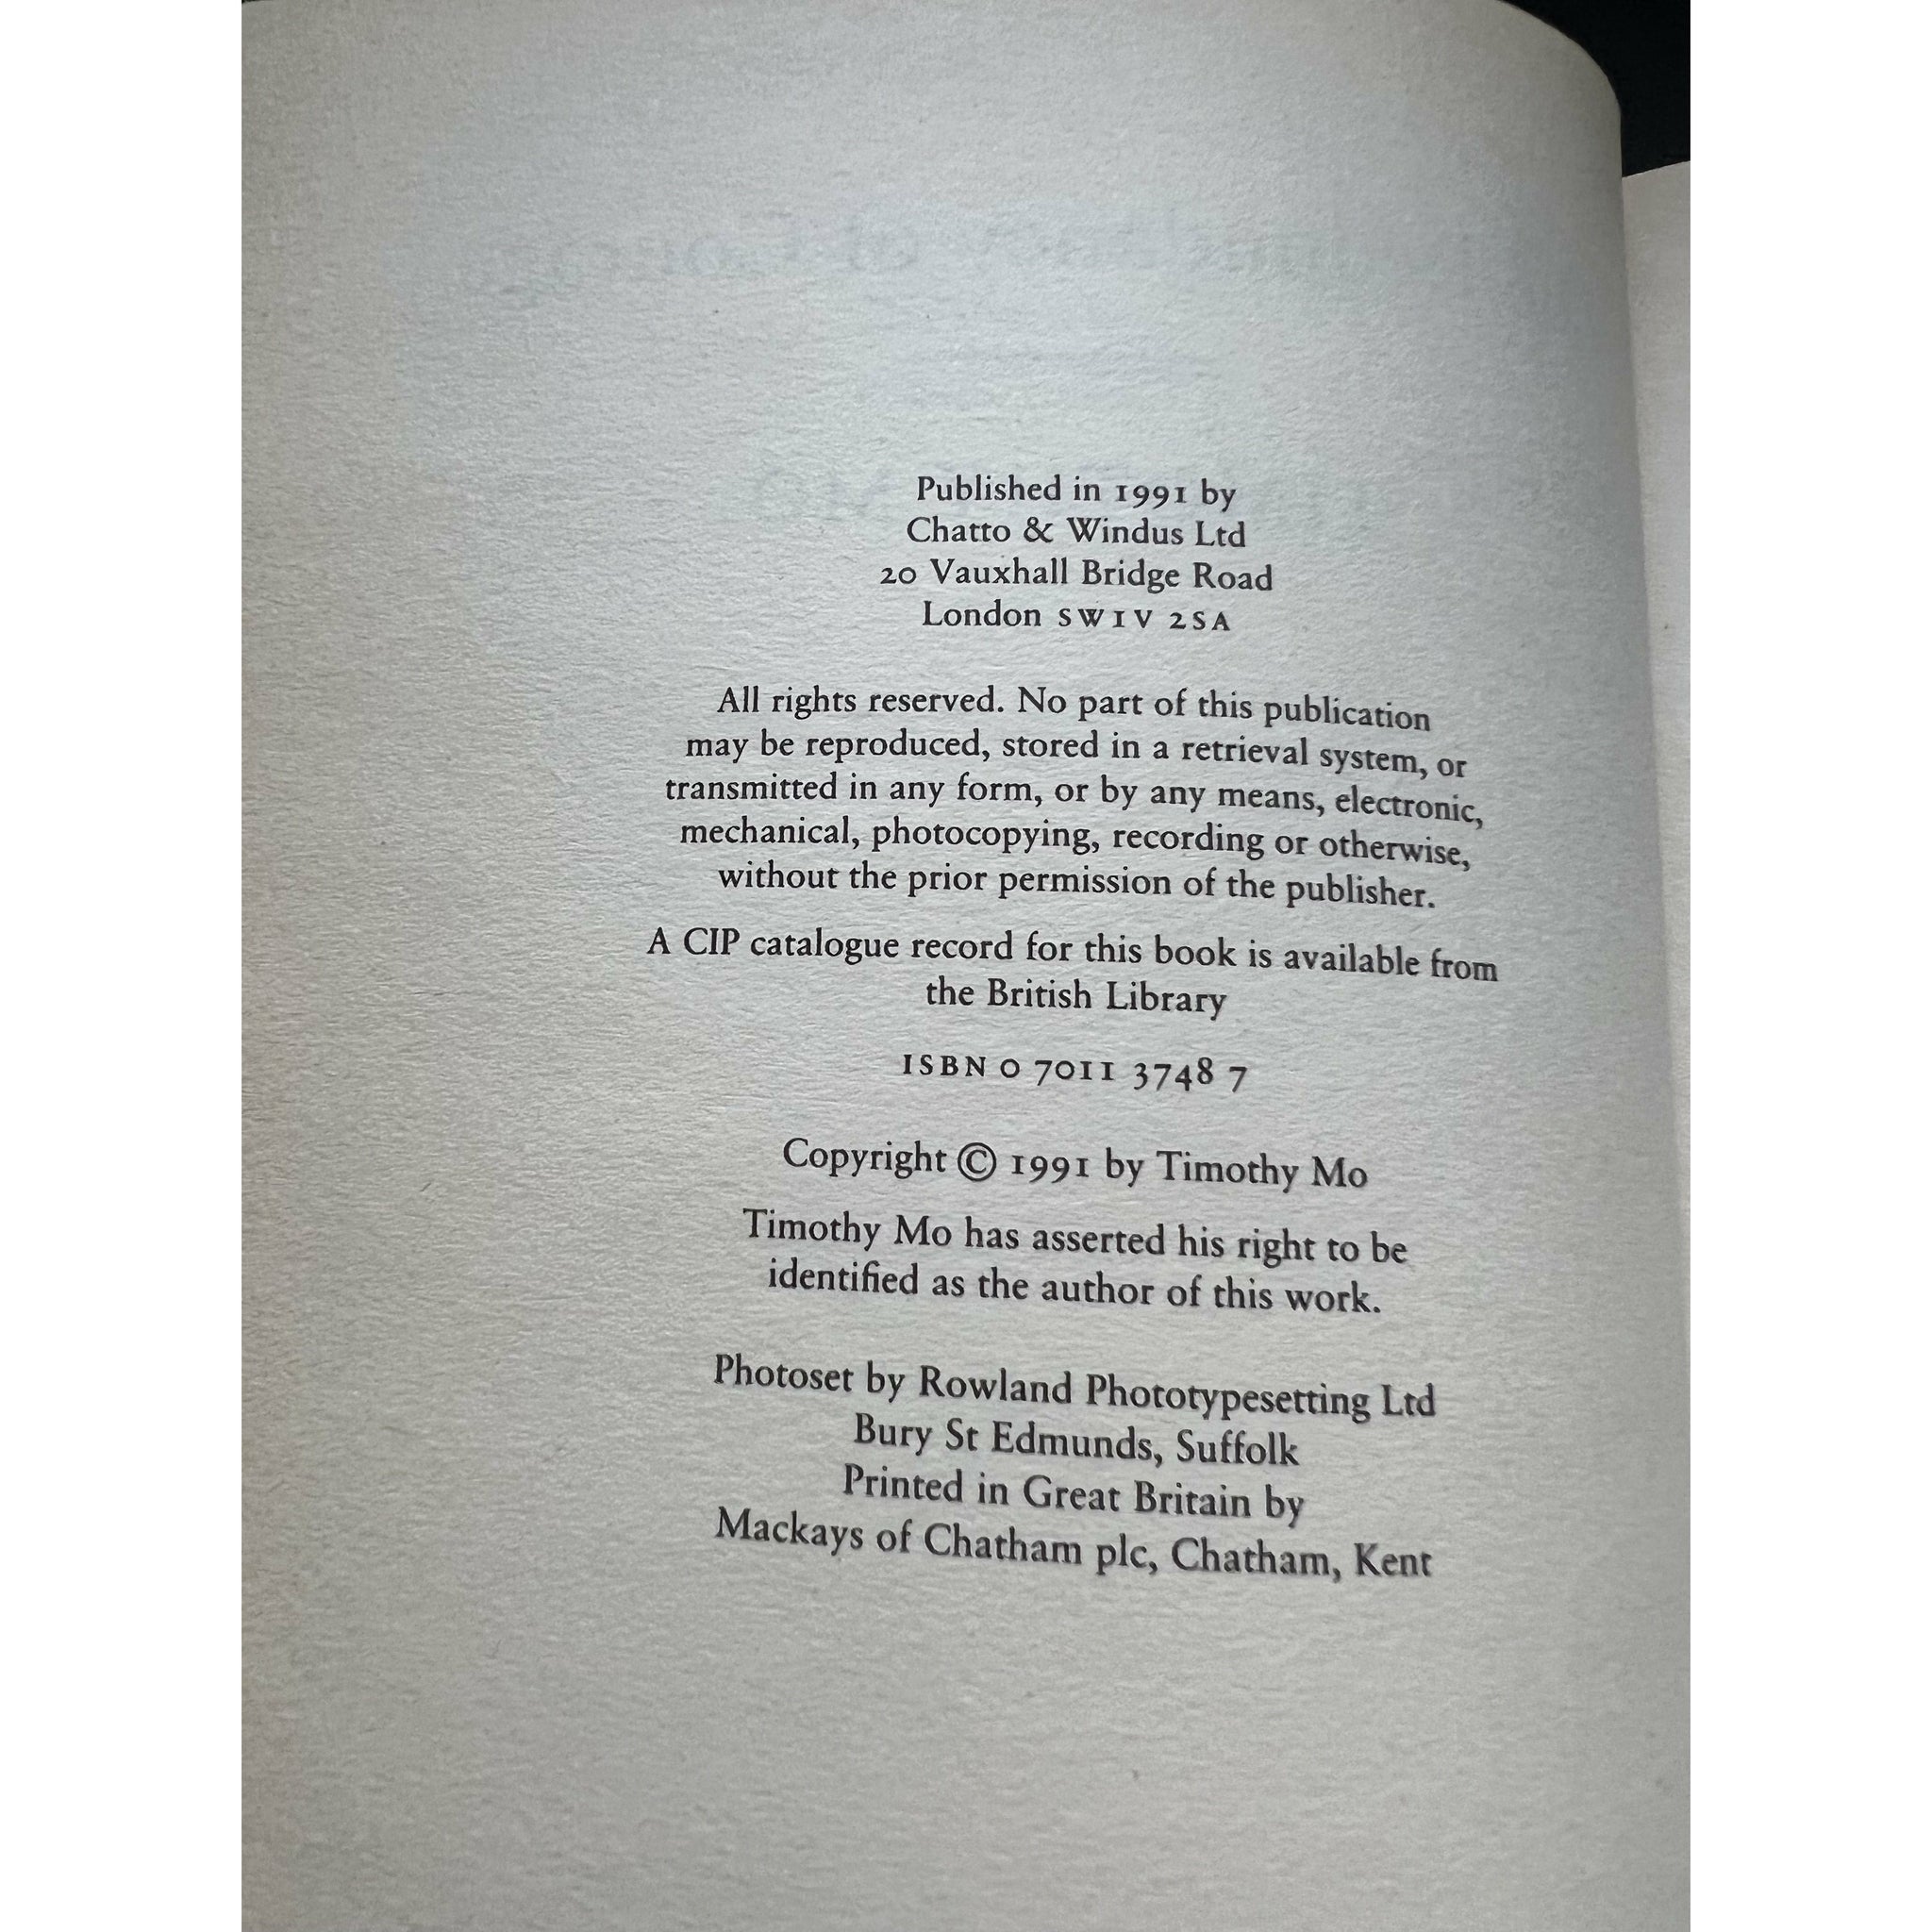 Published in 1991 by
Chatto & Windus Ltd
20 Vauxhall Bridge Road
London SW1V 2SA
All rights reserved. No part of this publication
may be reproduced, stored in a retrieval system, or
transmitted in any form, or by any means, electronic,
mechanical, photocopying, recording or otherwise,
without the prior permission of the publisher.
A CIP catalogue record for this book is available from
the British Library
ISBN 0 7011 3748 7
Copyright © 1991 by Timothy Mo
Timothy Mo has asserted his right to be
identified as the author of this work.
Photoset by Rowland Phototypesetting Ltd
Bury St Edmunds, Suffolk
Printed in Great Britain by
Mackays of Chatham plc, Chatham, Kent